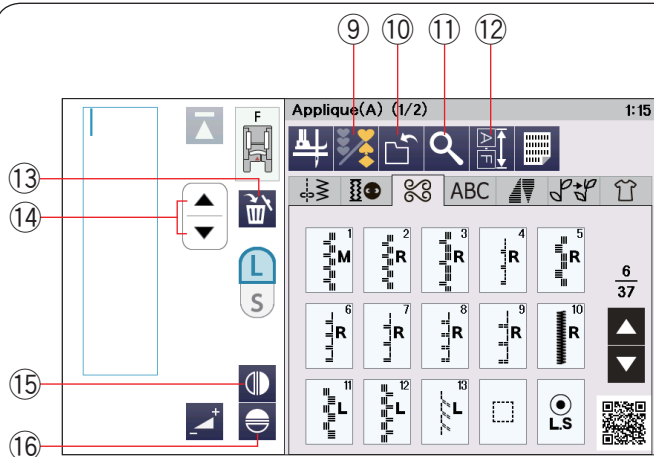 ⑨ ⑩ ⑪ ⑫
Applique(A) (1/2) 1:15
F
A F
⑬
⑭
ABC
L
S
1 M 2 R 3 R 4 R 5 R
6
37
6 R 7 R 8 R 9 R 10 R
⑮
11 L 12 L 13 L L.S
+
−
⑯